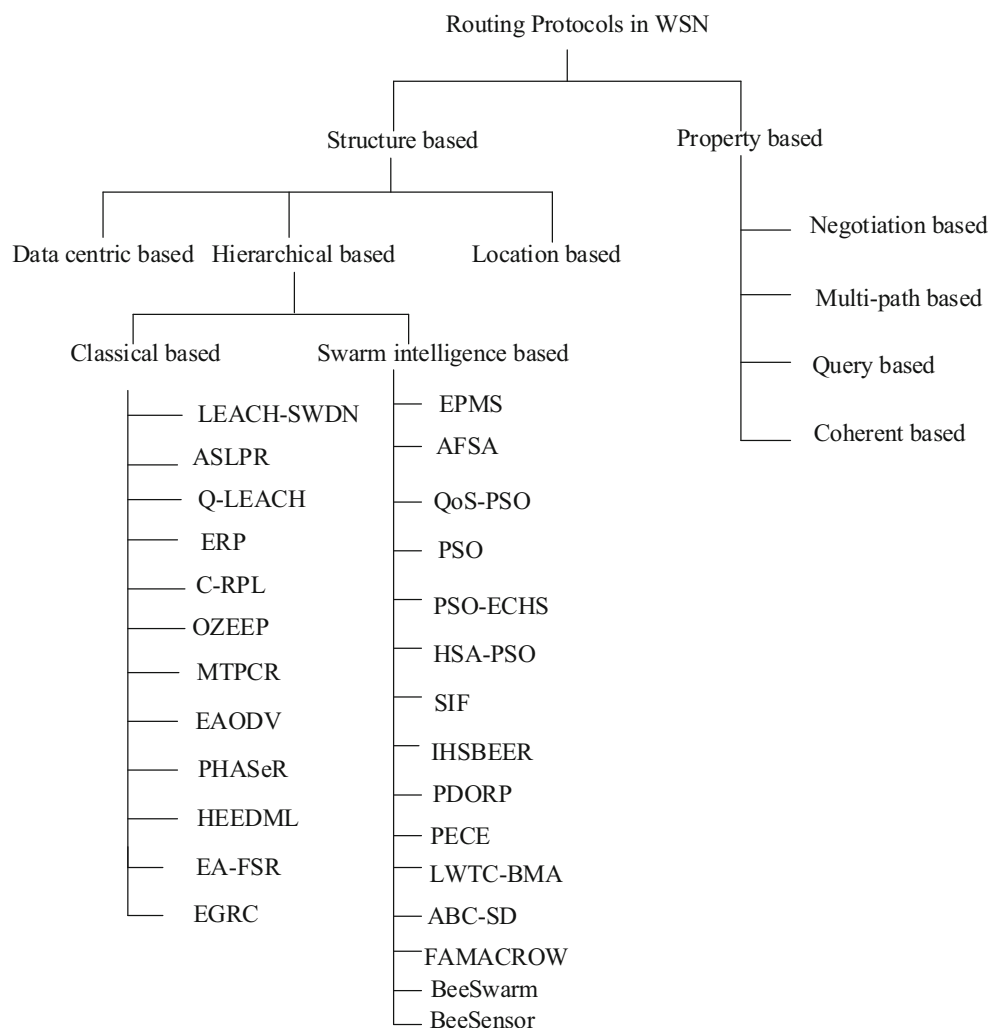 Routing Protocols in WSN
Structure based
Property based
Data centric based
Hierarchical based
Location based
Classical based
Swarm intelligence based
LEACH-SWDN
ASLPR
Q-LEACH
ERP
C-RPL
OZEEP
MTPCR
EAODV
PHASeR
HEEDML
EA-FSR
EGRC
EPMS
AFSA
QoS-PSO
PSO
PSO-ECHS
HSA-PSO
SIF
IHSBEER
PDORP
PECE
LWTC-BMA
ABC-SD
FAMACROW
BeeSwarm
BeeSensor
Negotiation based
Multi-path based
Query based
Coherent based